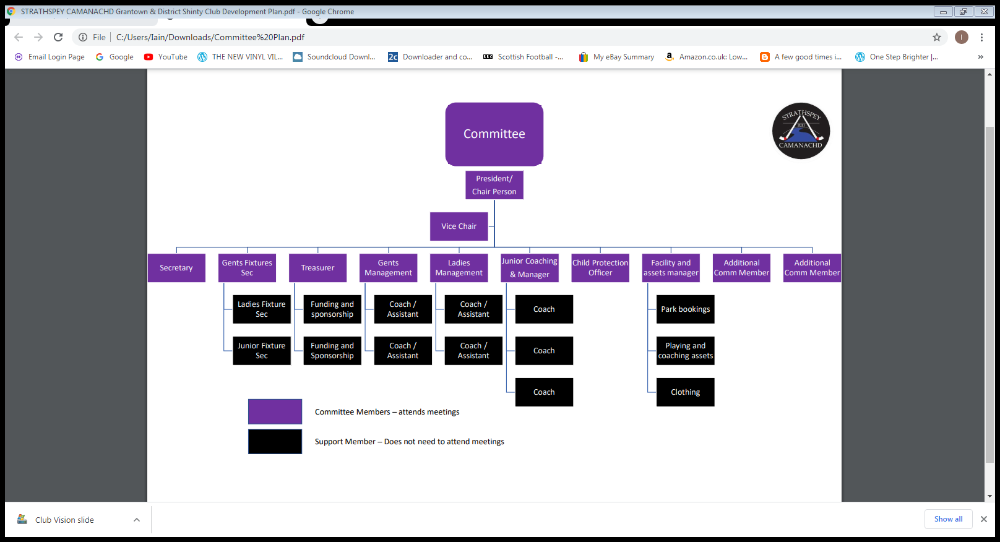 STRATHSPEY CAMANACHD Grantown & District Shinty Club Development Plan.pdf - Google Chrome
File
C:/Users/Iain/Downloads/Committee%20Plan.pdf
I
Email Login Page
Google
YouTube
THE NEW VINYL VIL...
Soundcloud Downl...
2c
Downloader and co...
BBC
Scottish Football -...
My eBay Summary
a
Amazon.co.uk: Low...
A few good times i...
One Step Brighter |...
»
Committee
STRATHSPEY
2011
CAMANACHD
President/
Chair Person
Vice Chair
Secretary
Gents Fixtures
Sec
Treasurer
Gents
Management
Ladies
Management
Junior Coaching
& Manager
Child Protection
Officer
Facility and
assets manager
Additional
Comm Member
Additional
Comm Member
Ladies Fixture
Sec
Funding and
sponsorship
Coach /
Assistant
Coach /
Assistant
Coach
Park bookings
Junior Fixture
Sec
Funding and
Sponsorship
Coach /
Assistant
Coach /
Assistant
Coach
Playing and
coaching assets
Coach
Clothing
Committee Members – attends meetings
Support Member – Does not need to attend meetings
Club Vision slide
Show all